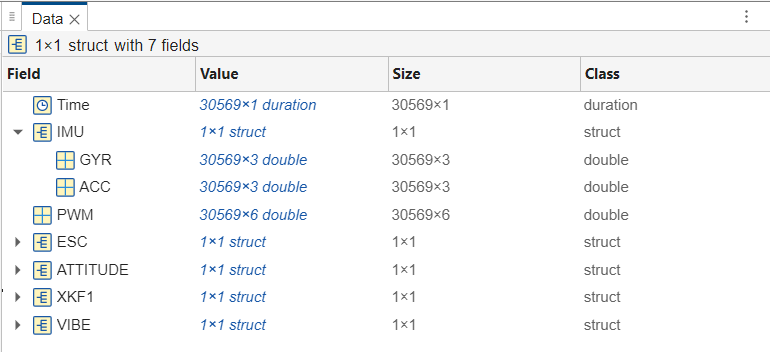 Data
1×1 struct with 7 fields
Field Value Size Class
Time 30569×1 duration 30569×1 duration
IMU 1×1 struct 1×1 struct
GYR 30569×3 double 30569×3 double
ACC 30569×3 double 30569×3 double
PWM 30569×6 double 30569×6 double
ESC 1×1 struct 1×1 struct
ATTITUDE 1×1 struct 1×1 struct
XKF1 1×1 struct 1×1 struct
VIBE 1×1 struct 1×1 struct